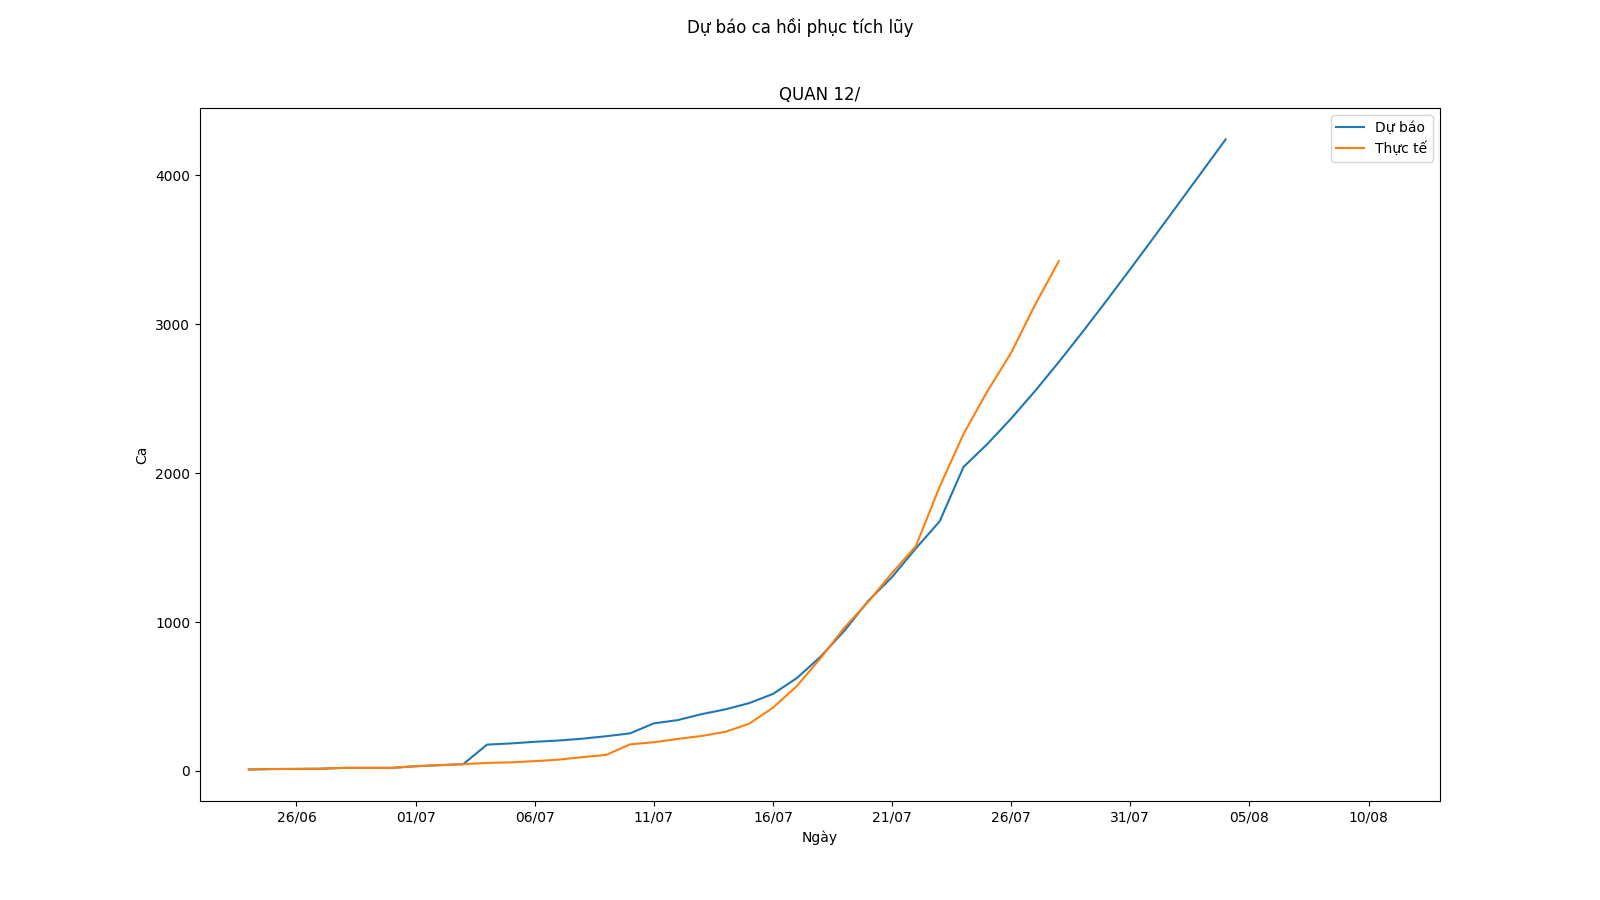 Dự báo ca hồi phục tích lũy
QUAN 12/
Dự báo
Thực tế
4000
3000
2000
1000
0
Ca
26/06 01/07 06/07 11/07 16/07 21/07 26/07 31/07 05/08 10/08
Ngày